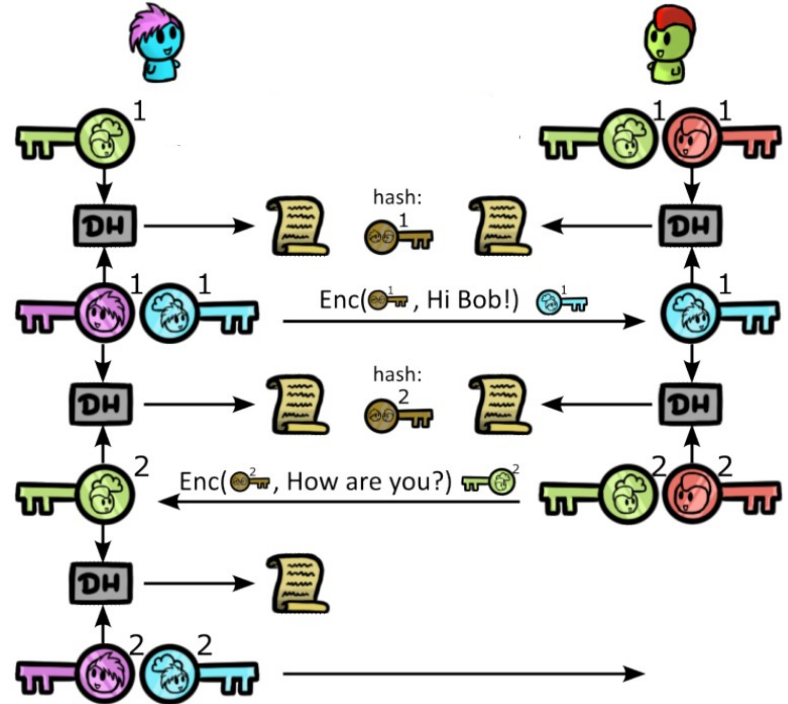 1
1 1
DH
hash:
1
DH
1 1
Enc( 1 , Hi Bob!) 1
1
DH
hash:
2
DH
2
Enc( 2 , How are you?) 2
2 2
DH
2 2